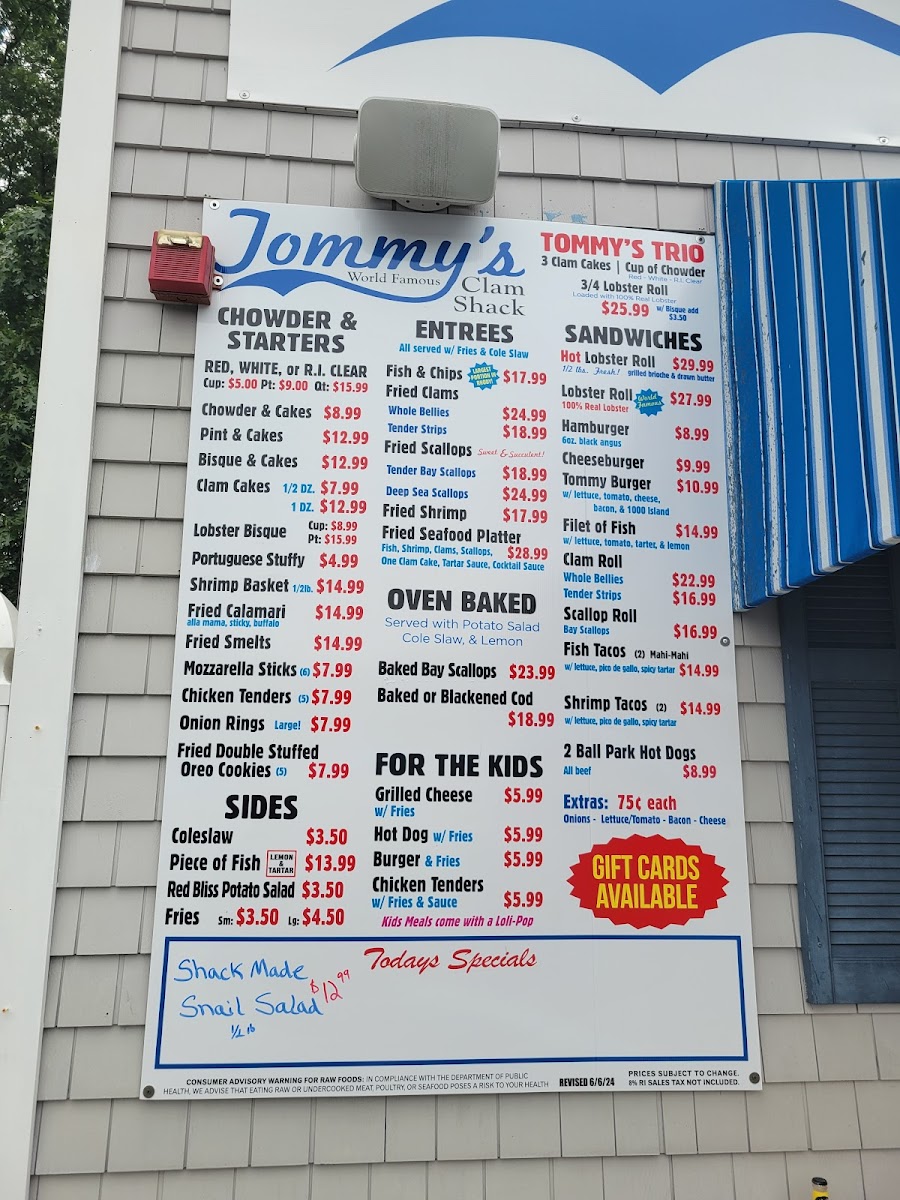 Tommy's
World Famous
Clam
Shack
TOMMY'S TRIO
3 Clam Cakes | Cup of Chowder
Red - White - R.I. Clear
3/4 Lobster Roll
Loaded with 100% Real Lobster
$25.99 w/ Bisque add
$3.50
CHOWDER &
STARTERS
RED, WHITE, or R.I. CLEAR
Cup: $5.00 Pt: $9.00 Qt: $15.99
Chowder & Cakes $8.99
Pint & Cakes $12.99
Bisque & Cakes $12.99
Clam Cakes 1/2 DZ. $7.99
1 DZ. $12.99
Lobster Bisque Cup: $8.99
Pt: $15.99
Portuguese Stuffy $4.99
Shrimp Basket 1/2lb. $14.99
Fried Calamari $14.99
alla mama, sticky, buffalo
Fried Smelts $14.99
Mozzarella Sticks (6) $7.99
Chicken Tenders (5) $7.99
Onion Rings Large! $7.99
Fried Double Stuffed
Oreo Cookies (5) $7.99
SIDES
Coleslaw $3.50
Piece of Fish LEMON & TARTAR $13.99
Red Bliss Potato Salad $3.50
Fries Sm: $3.50 Lg: $4.50
ENTREES
All served w/ Fries & Cole Slaw
Fish & Chips LARGEST PORTION IN AUGUST! $17.99
Fried Clams
Whole Bellies $24.99
Tender Strips $18.99
Fried Scallops Sweet & Succulent!
Tender Bay Scallops $18.99
Deep Sea Scallops $24.99
Fried Shrimp $17.99
Fried Seafood Platter
Fish, Shrimp, Clams, Scallops, $28.99
One Clam Cake, Tartar Sauce, Cocktail Sauce
OVEN BAKED
Served with Potato Salad
Cole Slaw, & Lemon
Baked Bay Scallops $23.99
Baked or Blackened Cod
$18.99
FOR THE KIDS
Grilled Cheese $5.99
w/ Fries
Hot Dog w/ Fries $5.99
Burger & Fries $5.99
Chicken Tenders
w/ Fries & Sauce $5.99
Kids Meals come with a Loli-Pop
SANDWICHES
Hot Lobster Roll $29.99
1/2 lbs. Fresh! grilled brioche & drawn butter
Lobster Roll World Famous $27.99
100% Real Lobster
Hamburger $8.99
6oz. black angus
Cheeseburger $9.99
Tommy Burger $10.99
w/ lettuce, tomato, cheese,
bacon, & 1000 Island
Filet of Fish $14.99
w/ lettuce, tomato, tarter, & lemon
Clam Roll
Whole Bellies $22.99
Tender Strips $16.99
Scallop Roll
Bay Scallops $16.99
Fish Tacos (2) Mahi-Mahi
w/ lettuce, pico de gallo, spicy tartar $14.99
Shrimp Tacos (2) $14.99
w/ lettuce, pico de gallo, spicy tartar
2 Ball Park Hot Dogs
All beef $8.99
Extras: 75¢ each
Onions - Lettuce/Tomato - Bacon - Cheese
GIFT CARDS
AVAILABLE
Todays Specials
Shack Made
Snail Salad $12.99
1/2 lb
CONSUMER ADVISORY WARNING FOR RAW FOODS: IN COMPLIANCE WITH THE DEPARTMENT OF PUBLIC
HEALTH, WE ADVISE THAT EATING RAW OR UNDERCOOKED MEAT, POULTRY, OR SEAFOOD POSES A RISK TO YOUR HEALTH
REVISED 6/6/24
PRICES SUBJECT TO CHANGE.
8% RI SALES TAX NOT INCLUDED.